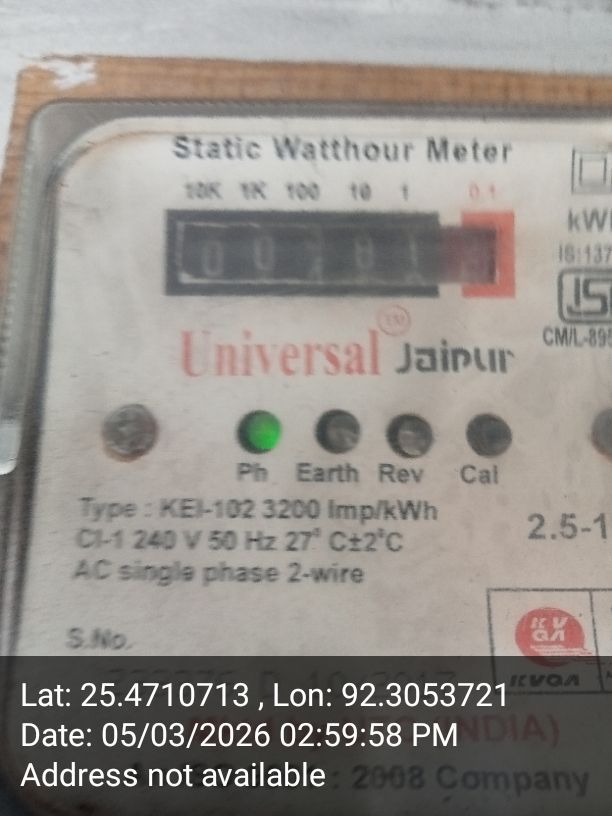 Static Watthour Meter
10K 1K 100 10 1 0.1
kW
IS:137
CM/L-895
Universal TM Jaipur
Ph Earth Rev Cal
Type : KEI-102 3200 Imp/kWh
Cl-1 240 V 50 Hz 27° C±2°C
AC single phase 2-wire
2.5-1
S.No.
KVQA
Lat: 25.4710713 , Lon: 92.3053721
Date: 05/03/2026 02:59:58 PM
INDIA)
Address not available
: 2008 Company